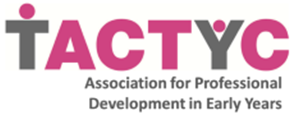 TACTYC
Association for Professional
Development in Early Years